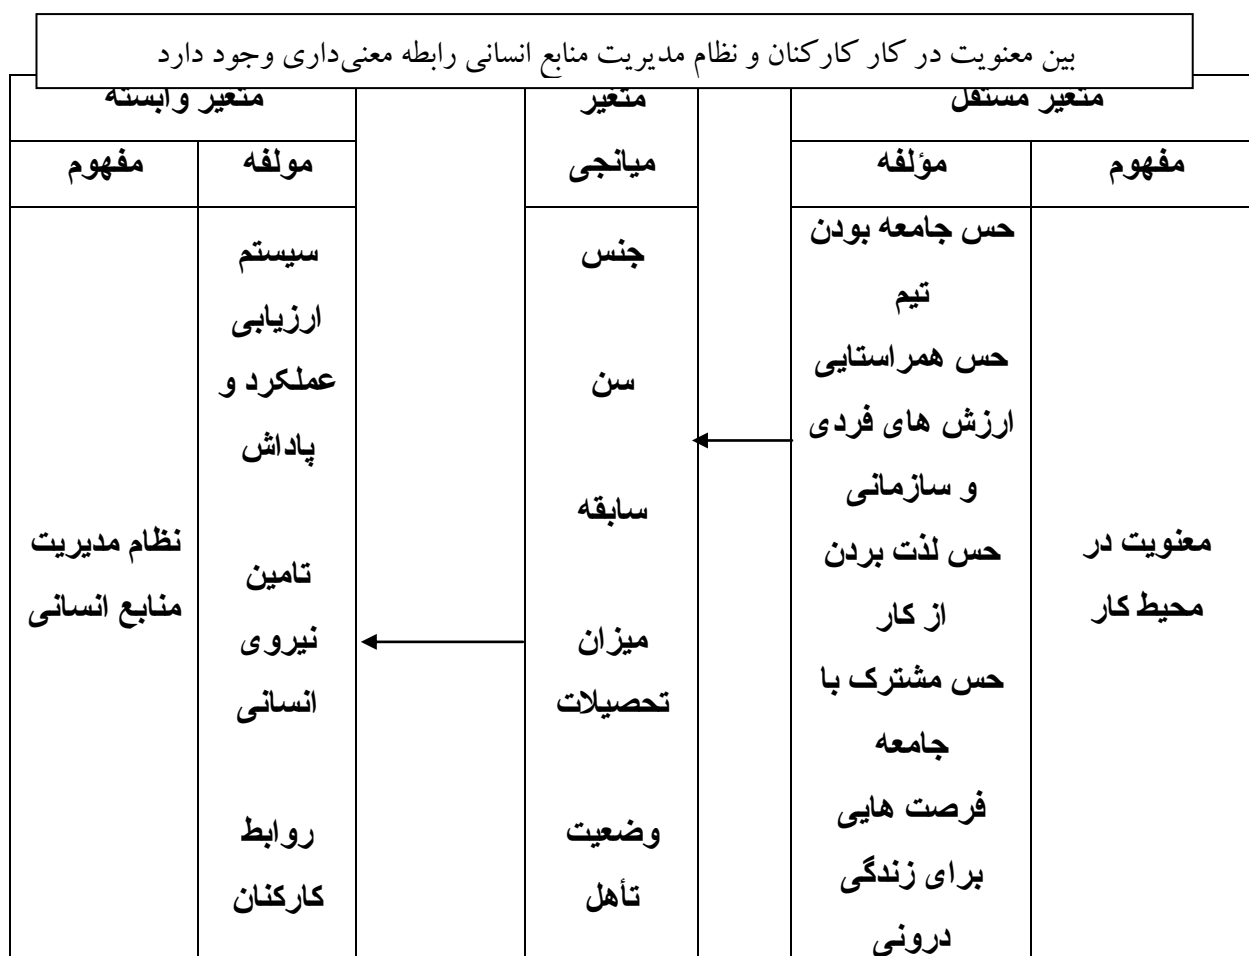 بین معنویت در کار کارکنان و نظام مدیریت منابع انسانی رابطه معنی‌داری وجود دارد
متغیر مستقل
مفهوم
مؤلفه
معنویت در
محیط کار
حس جامعه بودن
تیم
حس همراستایی
ارزش های فردی
و سازمانی
حس لذت بردن
از کار
حس مشترک با
جامعه
فرصت هایی
برای زندگی
درونی
متغیر
میانجی
جنس
سن
سابقه
میزان
تحصیلات
وضعیت
تأهل
متغیر وابسته
مولفه
مفهوم
سیستم
ارزیابی
عملکرد و
پاداش
تامین
نیروی
انسانی
روابط
کارکنان
نظام مدیریت
منابع انسانی